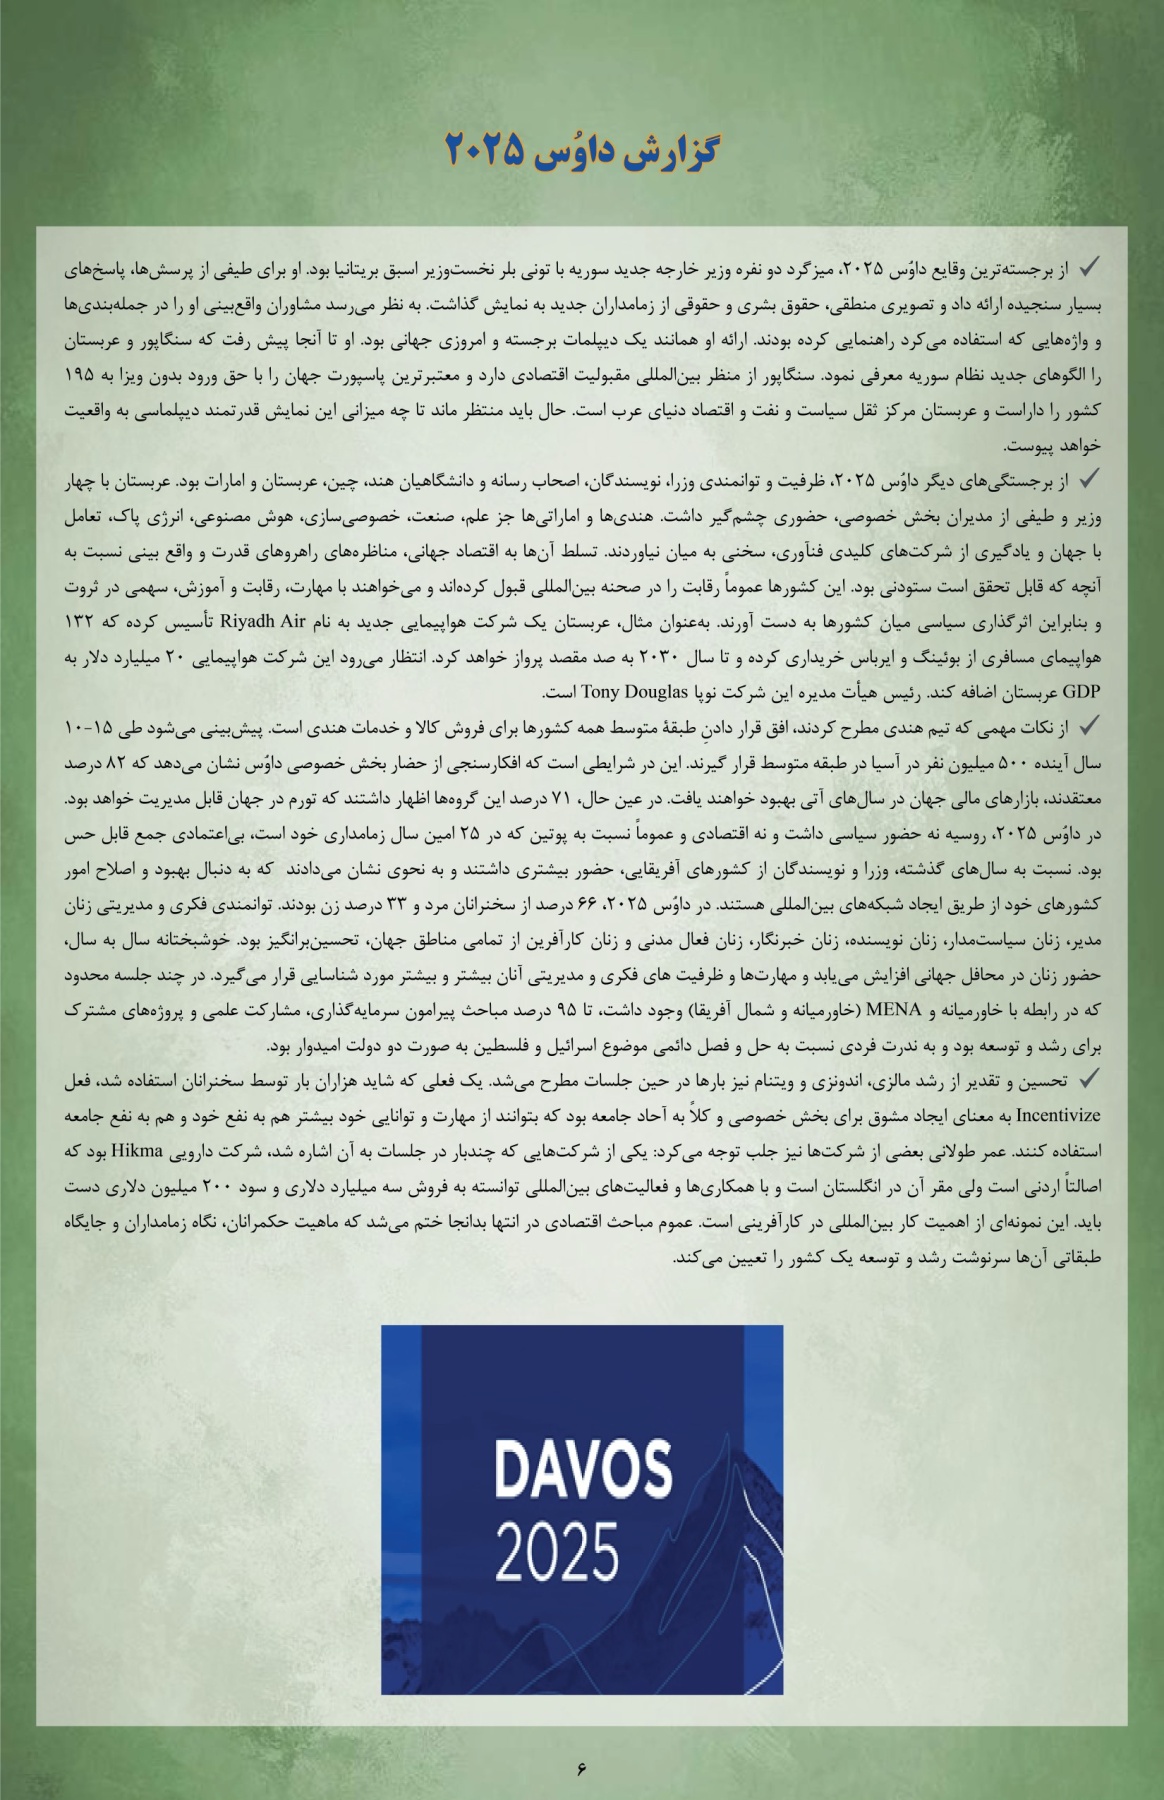 گزارش داوُس ۲۰۲۵
✓ از برجسته‌ترین وقایع داوُس ۲۰۲۵، میزگرد دو نفره وزیر خارجه جدید سوریه با تونی بلر نخست‌وزیر اسبق بریتانیا بود. او برای طیفی از پرسش‌ها، پاسخ‌های
بسیار سنجیده ارائه داد و تصویری منطقی، حقوق بشری و حقوقی از زمامداران جدید به نمایش گذاشت. به نظر می‌رسد مشاوران واقع‌بینی او را در جمله‌بندی‌ها
و واژه‌هایی که استفاده می‌کرد راهنمایی کرده بودند. ارائه او همانند یک دیپلمات برجسته و امروزی جهانی بود. او تا آنجا پیش رفت که سنگاپور و عربستان
را الگوهای جدید نظام سوریه معرفی نمود. سنگاپور از منظر بین‌المللی مقبولیت اقتصادی دارد و معتبرترین پاسپورت جهان را با حق ورود بدون ویزا به ۱۹۵
کشور را داراست و عربستان مرکز ثقل سیاست و نفت و اقتصاد دنیای عرب است. حال باید منتظر ماند تا چه میزانی این نمایش قدرتمند دیپلماسی به واقعیت
خواهد پیوست.
✓ از برجستگی‌های دیگر داوُس ۲۰۲۵، ظرفیت و توانمندی وزرا، نویسندگان، اصحاب رسانه و دانشگاهیان هند، چین، عربستان و امارات بود. عربستان با چهار
وزیر و طیفی از مدیران بخش خصوصی، حضوری چشم‌گیر داشت. هندی‌ها و اماراتی‌ها جز علم، صنعت، خصوصی‌سازی، هوش مصنوعی، انرژی پاک، تعامل
با جهان و یادگیری از شرکت‌های کلیدی فنآوری، سخنی به میان نیاوردند. تسلط آن‌ها به اقتصاد جهانی، مناظره‌های راهروهای قدرت و واقع بینی نسبت به
آنچه که قابل تحقق است ستودنی بود. این کشورها عموماً رقابت را در صحنه بین‌المللی قبول کرده‌اند و می‌خواهند با مهارت، رقابت و آموزش، سهمی در ثروت
و بنابراین اثرگذاری سیاسی میان کشورها به دست آورند. به‌عنوان مثال، عربستان یک شرکت هواپیمایی جدید به نام Riyadh Air تأسیس کرده که ۱۳۲
هواپیمای مسافری از بوئینگ و ایرباس خریداری کرده و تا سال ۲۰۳۰ به صد مقصد پرواز خواهد کرد. انتظار می‌رود این شرکت هواپیمایی ۲۰ میلیارد دلار به
GDP عربستان اضافه کند. رئیس هیأت مدیره این شرکت نوپا Tony Douglas است.
✓ از نکات مهمی که تیم هندی مطرح کردند، افق قرار دادنِ طبقهٔ متوسط همه کشورها برای فروش کالا و خدمات هندی است. پیش‌بینی می‌شود طی ۱۵-۱۰
سال آینده ۵۰۰ میلیون نفر در آسیا در طبقه متوسط قرار گیرند. این در شرایطی است که افکارسنجی از حضار بخش خصوصی داوُس نشان می‌دهد که ۸۲ درصد
معتقدند، بازارهای مالی جهان در سال‌های آتی بهبود خواهند یافت. در عین حال، ۷۱ درصد این گروه‌ها اظهار داشتند که تورم در جهان قابل مدیریت خواهد بود.
در داوُس ۲۰۲۵، روسیه نه حضور سیاسی داشت و نه اقتصادی و عموماً نسبت به پوتین که در ۲۵ امین سال زمامداری خود است، بی‌اعتمادی جمع قابل حس
بود. نسبت به سال‌های گذشته، وزرا و نویسندگان از کشورهای آفریقایی، حضور بیشتری داشتند و به نحوی نشان می‌دادند که به دنبال بهبود و اصلاح امور
کشورهای خود از طریق ایجاد شبکه‌های بین‌المللی هستند. در داوُس ۲۰۲۵، ۶۶ درصد از سخنرانان مرد و ۳۳ درصد زن بودند. توانمندی فکری و مدیریتی زنان
مدیر، زنان سیاست‌مدار، زنان نویسنده، زنان خبرنگار، زنان فعال مدنی و زنان کارآفرین از تمامی مناطق جهان، تحسین‌برانگیز بود. خوشبختانه سال به سال،
حضور زنان در محافل جهانی افزایش می‌یابد و مهارت‌ها و ظرفیت های فکری و مدیریتی آنان بیشتر و بیشتر مورد شناسایی قرار می‌گیرد. در چند جلسه محدود
که در رابطه با خاورمیانه و MENA (خاورمیانه و شمال آفریقا) وجود داشت، تا ۹۵ درصد مباحث پیرامون سرمایه‌گذاری، مشارکت علمی و پروژه‌های مشترک
برای رشد و توسعه بود و به ندرت فردی نسبت به حل و فصل دائمی موضوع اسرائیل و فلسطین به صورت دو دولت امیدوار بود.
✓ تحسین و تقدیر از رشد مالزی، اندونزی و ویتنام نیز بارها در حین جلسات مطرح می‌شد. یک فعلی که شاید هزاران بار توسط سخنرانان استفاده شد، فعل
Incentivize به معنای ایجاد مشوق برای بخش خصوصی و کلاً به آحاد جامعه بود که بتوانند از مهارت و توانایی خود بیشتر هم به نفع خود و هم به نفع جامعه
استفاده کنند. عمر طولانی بعضی از شرکت‌ها نیز جلب توجه می‌کرد: یکی از شرکت‌هایی که چندبار در جلسات به آن اشاره شد، شرکت دارویی Hikma بود که
اصالتاً اردنی است ولی مقر آن در انگلستان است و با همکاری‌ها و فعالیت‌های بین‌المللی توانسته به فروش سه میلیارد دلاری و سود ۲۰۰ میلیون دلاری دست
یابد. این نمونه‌ای از اهمیت کار بین‌المللی در کارآفرینی است. عموم مباحث اقتصادی در انتها بدانجا ختم می‌شد که ماهیت حکمرانان، نگاه زمامداران و جایگاه
طبقاتی آن‌ها سرنوشت رشد و توسعه یک کشور را تعیین می‌کند.
DAVOS
2025
۶